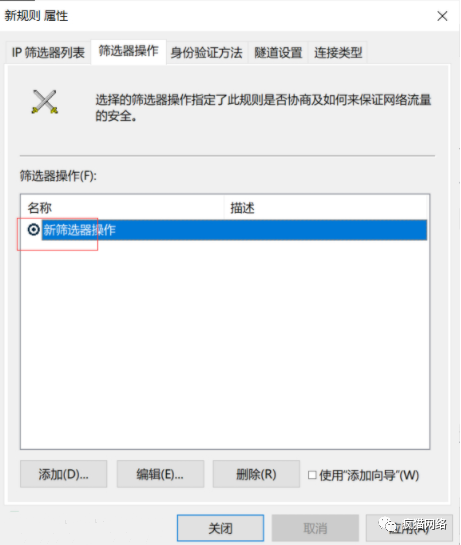 新规则 属性
IP 筛选器列表 筛选器操作 身份验证方法 隧道设置 连接类型
选择的筛选器操作指定了此规则是否协商及如何来保证网络流量
的安全。
筛选器操作(F):
名称 描述
新筛选器操作
添加(D)... 编辑(E)... 删除(R) 使用"添加向导"(W)
关闭 取消 应用(A)
疯猫网络